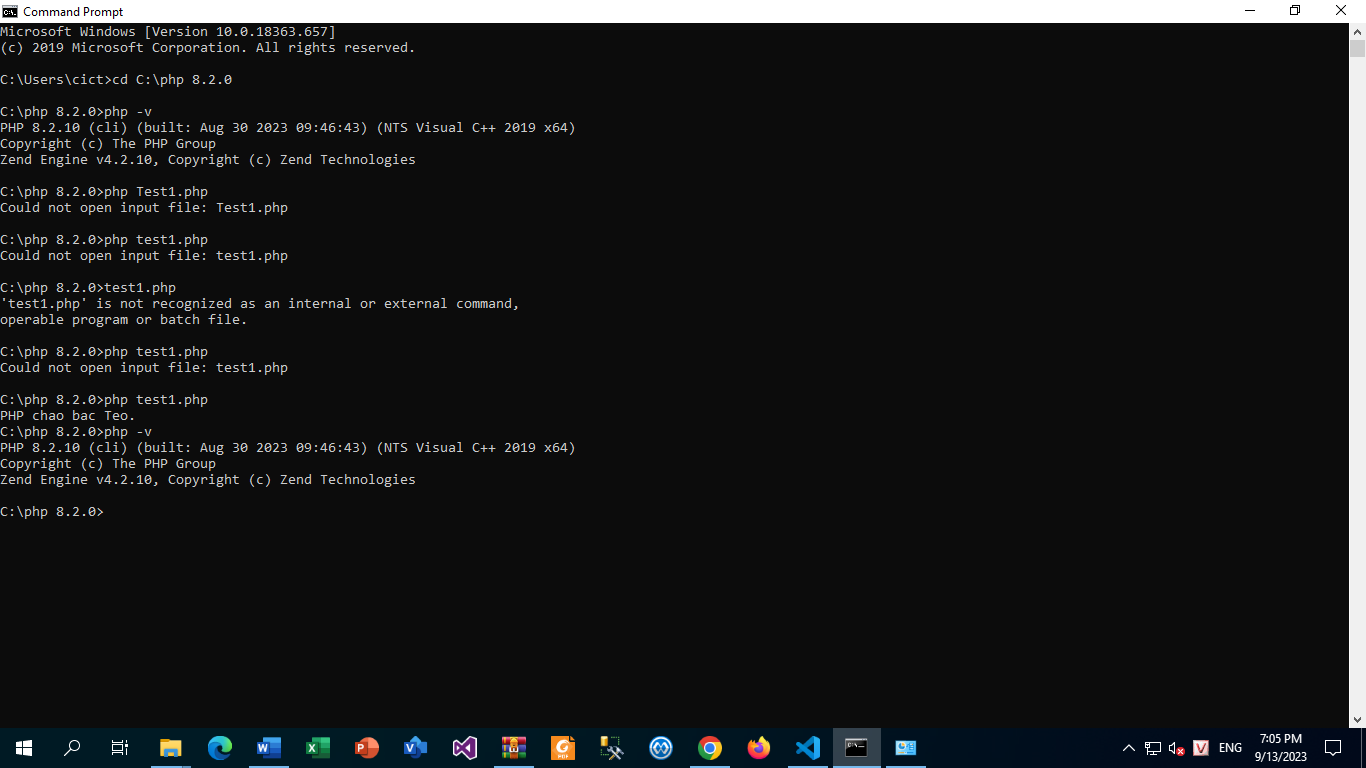 Command Prompt
Microsoft Windows [Version 10.0.18363.657]
(c) 2019 Microsoft Corporation. All rights reserved.
C:\Users\cict>cd C:\php 8.2.0
C:\php 8.2.0>php -v
PHP 8.2.10 (cli) (built: Aug 30 2023 09:46:43) (NTS Visual C++ 2019 x64)
Copyright (c) The PHP Group
Zend Engine v4.2.10, Copyright (c) Zend Technologies
C:\php 8.2.0>php Test1.php
Could not open input file: Test1.php
C:\php 8.2.0>php test1.php
Could not open input file: test1.php
C:\php 8.2.0>test1.php
'test1.php' is not recognized as an internal or external command,
operable program or batch file.
C:\php 8.2.0>php test1.php
Could not open input file: test1.php
C:\php 8.2.0>php test1.php
PHP chao bac Teo.
C:\php 8.2.0>php -v
PHP 8.2.10 (cli) (built: Aug 30 2023 09:46:43) (NTS Visual C++ 2019 x64)
Copyright (c) The PHP Group
Zend Engine v4.2.10, Copyright (c) Zend Technologies
C:\php 8.2.0>
ENG
7:05 PM
9/13/2023